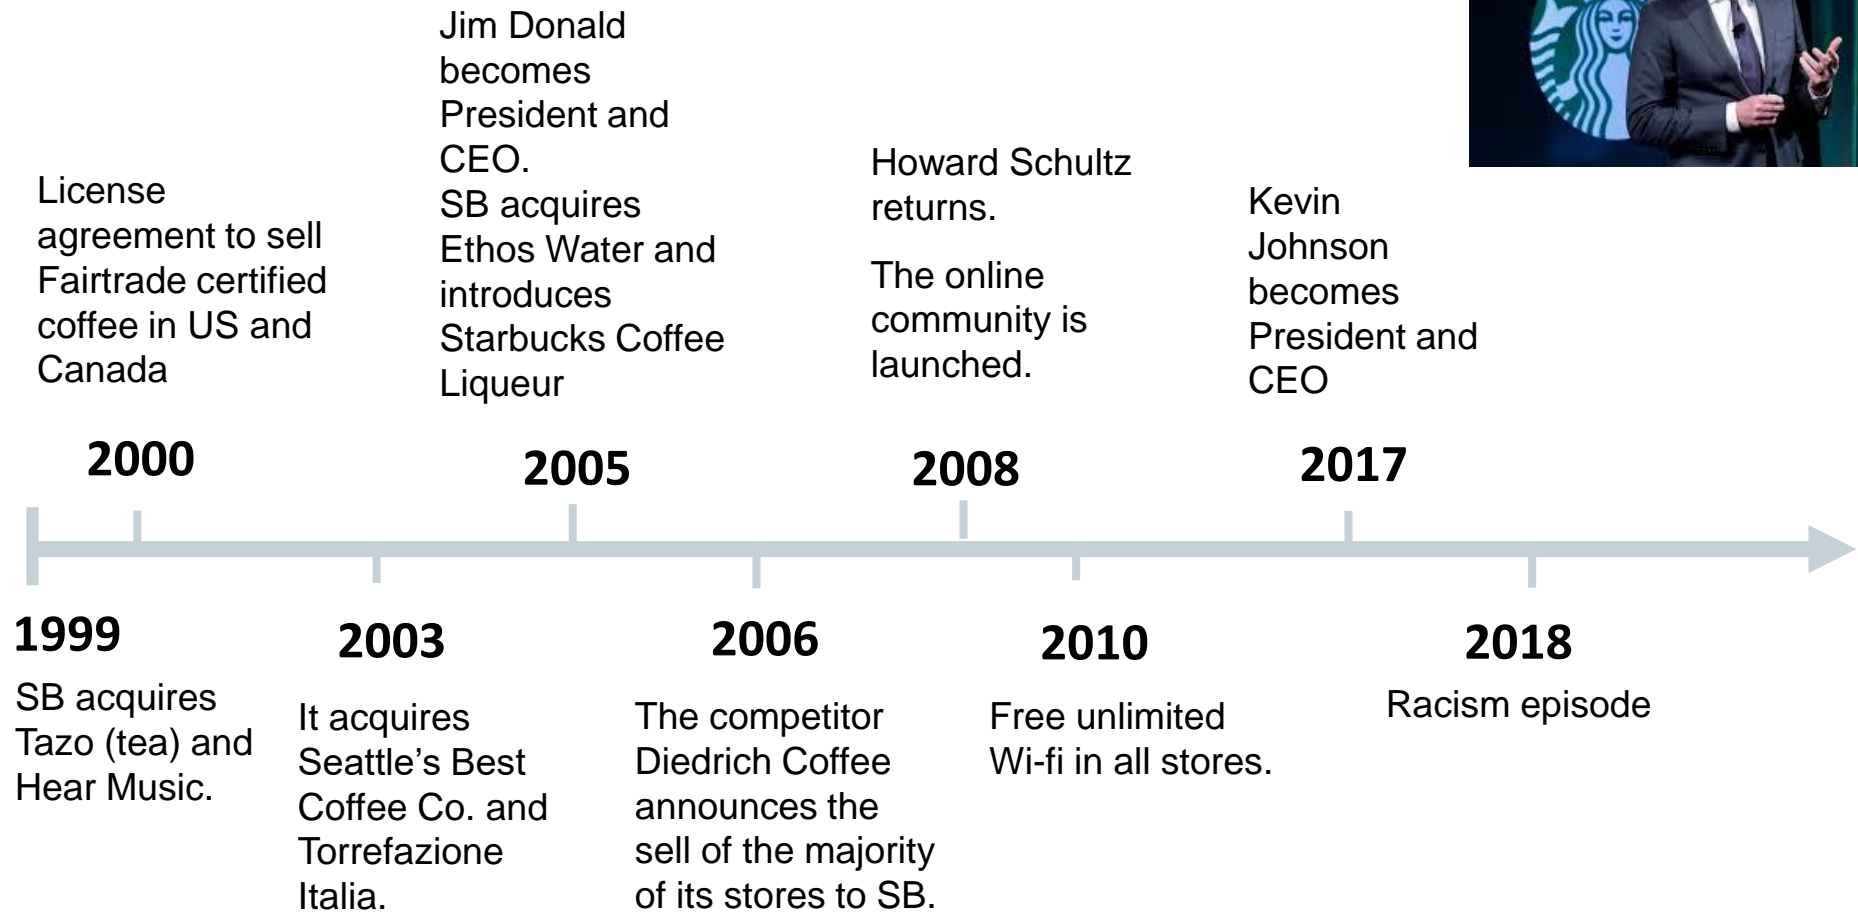 Jim Donald
becomes
President and
CEO.
SB acquires
Ethos Water and
introduces
Starbucks Coffee
Liqueur
License
agreement to sell
Fairtrade certified
coffee in US and
Canada
Howard Schultz
returns.
The online
community is
launched.
Kevin
Johnson
becomes
President and
CEO
2000
2005
2008
2017
1999
2003
2006
2010
2018
SB acquires
Tazo (tea) and
Hear Music.
It acquires
Seattle’s Best
Coffee Co. and
Torrefazione
Italia.
The competitor
Diedrich Coffee
announces the
sell of the majority
of its stores to SB.
Free unlimited
Wi-fi in all stores.
Racism episode